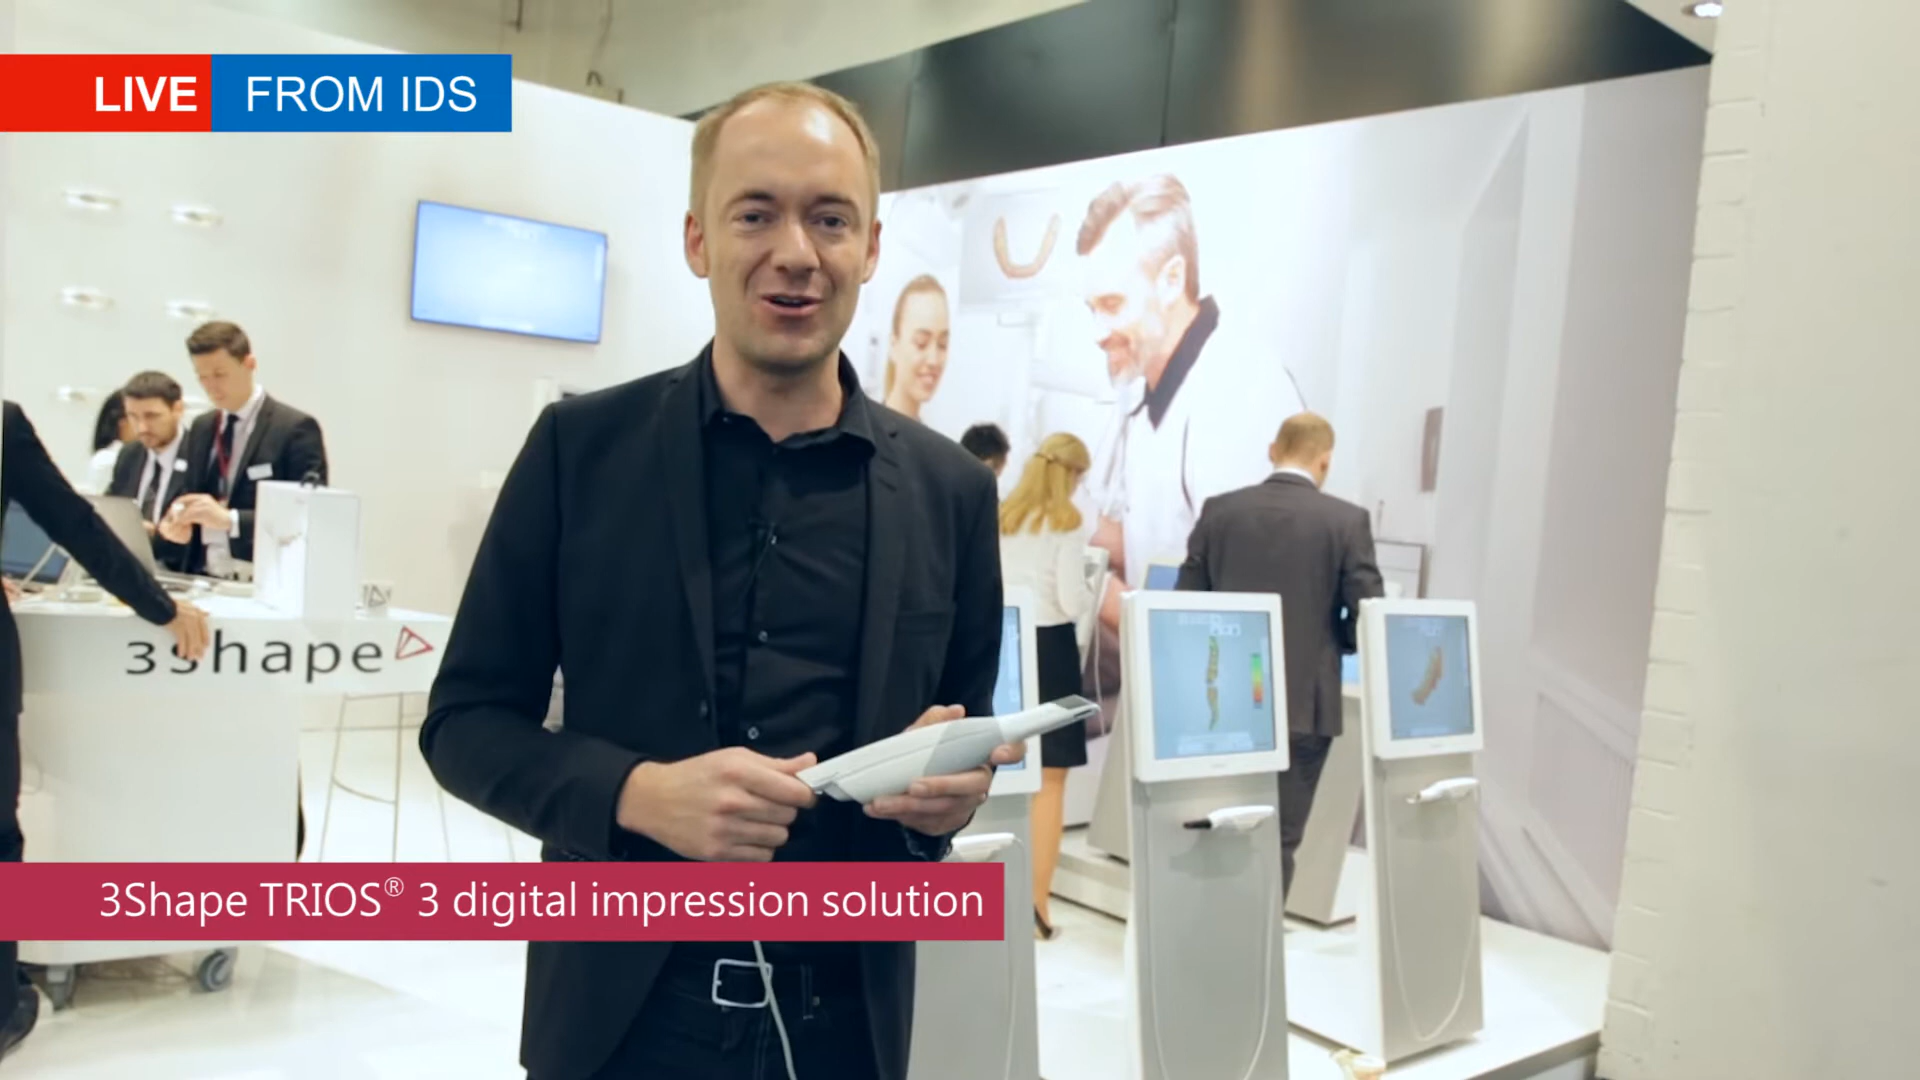 LIVE FROM IDS
3shape
3Shape TRIOS® 3 digital impression solution